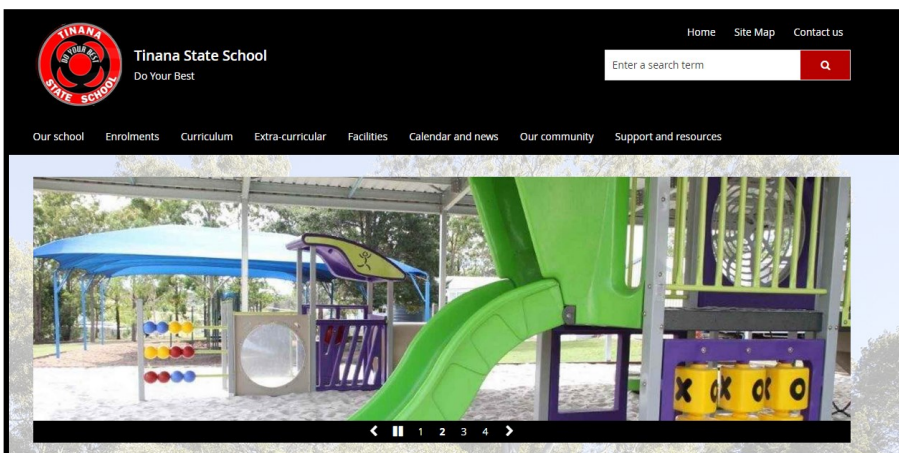 TINANA
DO YOUR BEST
STATE SCHOOL
Tinana State School
Do Your Best
Home Site Map Contact us
Enter a search term
Our school Enrolments Curriculum Extra-curricular Facilities Calendar and news Our community Support and resources
X X O
1 2 3 4